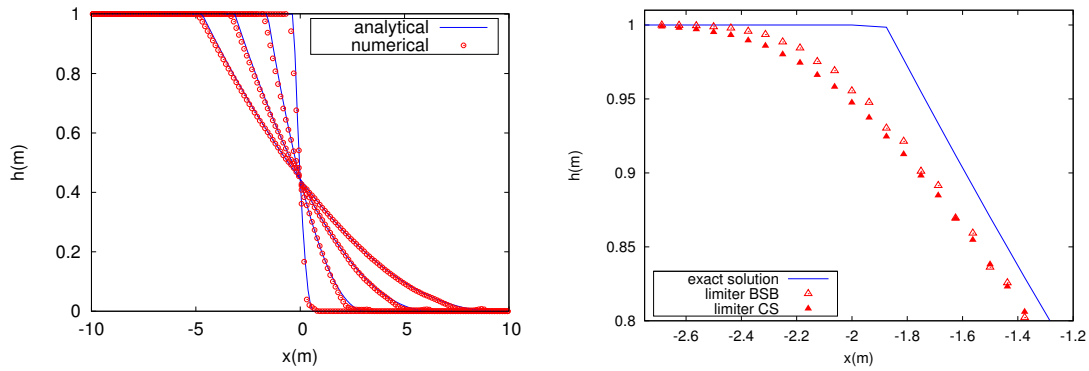 h(m)
1
0.8
0.6
0.4
0.2
0
-10 -5 0 5 10
x(m)
analytical
numerical
h(m)
1
0.95
0.9
0.85
0.8
-2.6 -2.4 -2.2 -2 -1.8 -1.6 -1.4 -1.2
x(m)
exact solution
limiter BSB
limiter CS